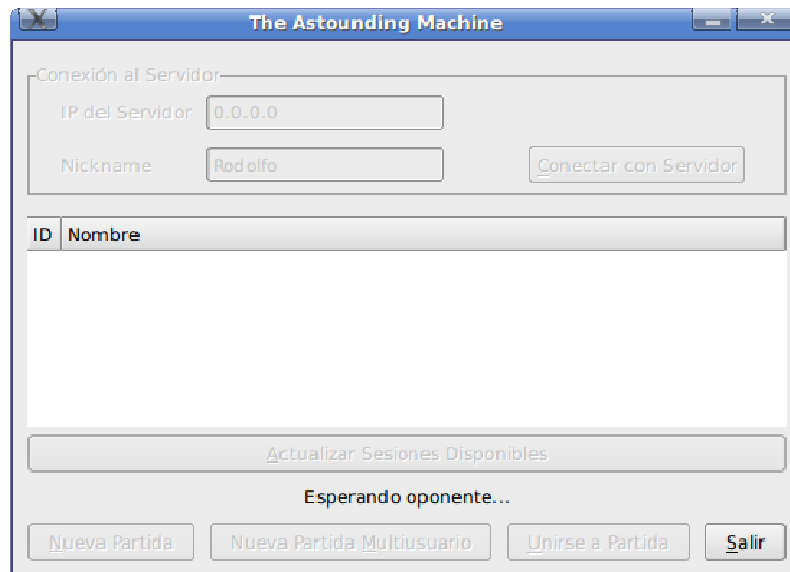 The Astounding Machine
Conexión al Servidor
IP del Servidor 0.0.0.0
Nickname Rodolfo Conectar con Servidor
ID Nombre
Actualizar Sesiones Disponibles
Esperando oponente...
Nueva Partida Nueva Partida Multiusuario Unirse a Partida Salir